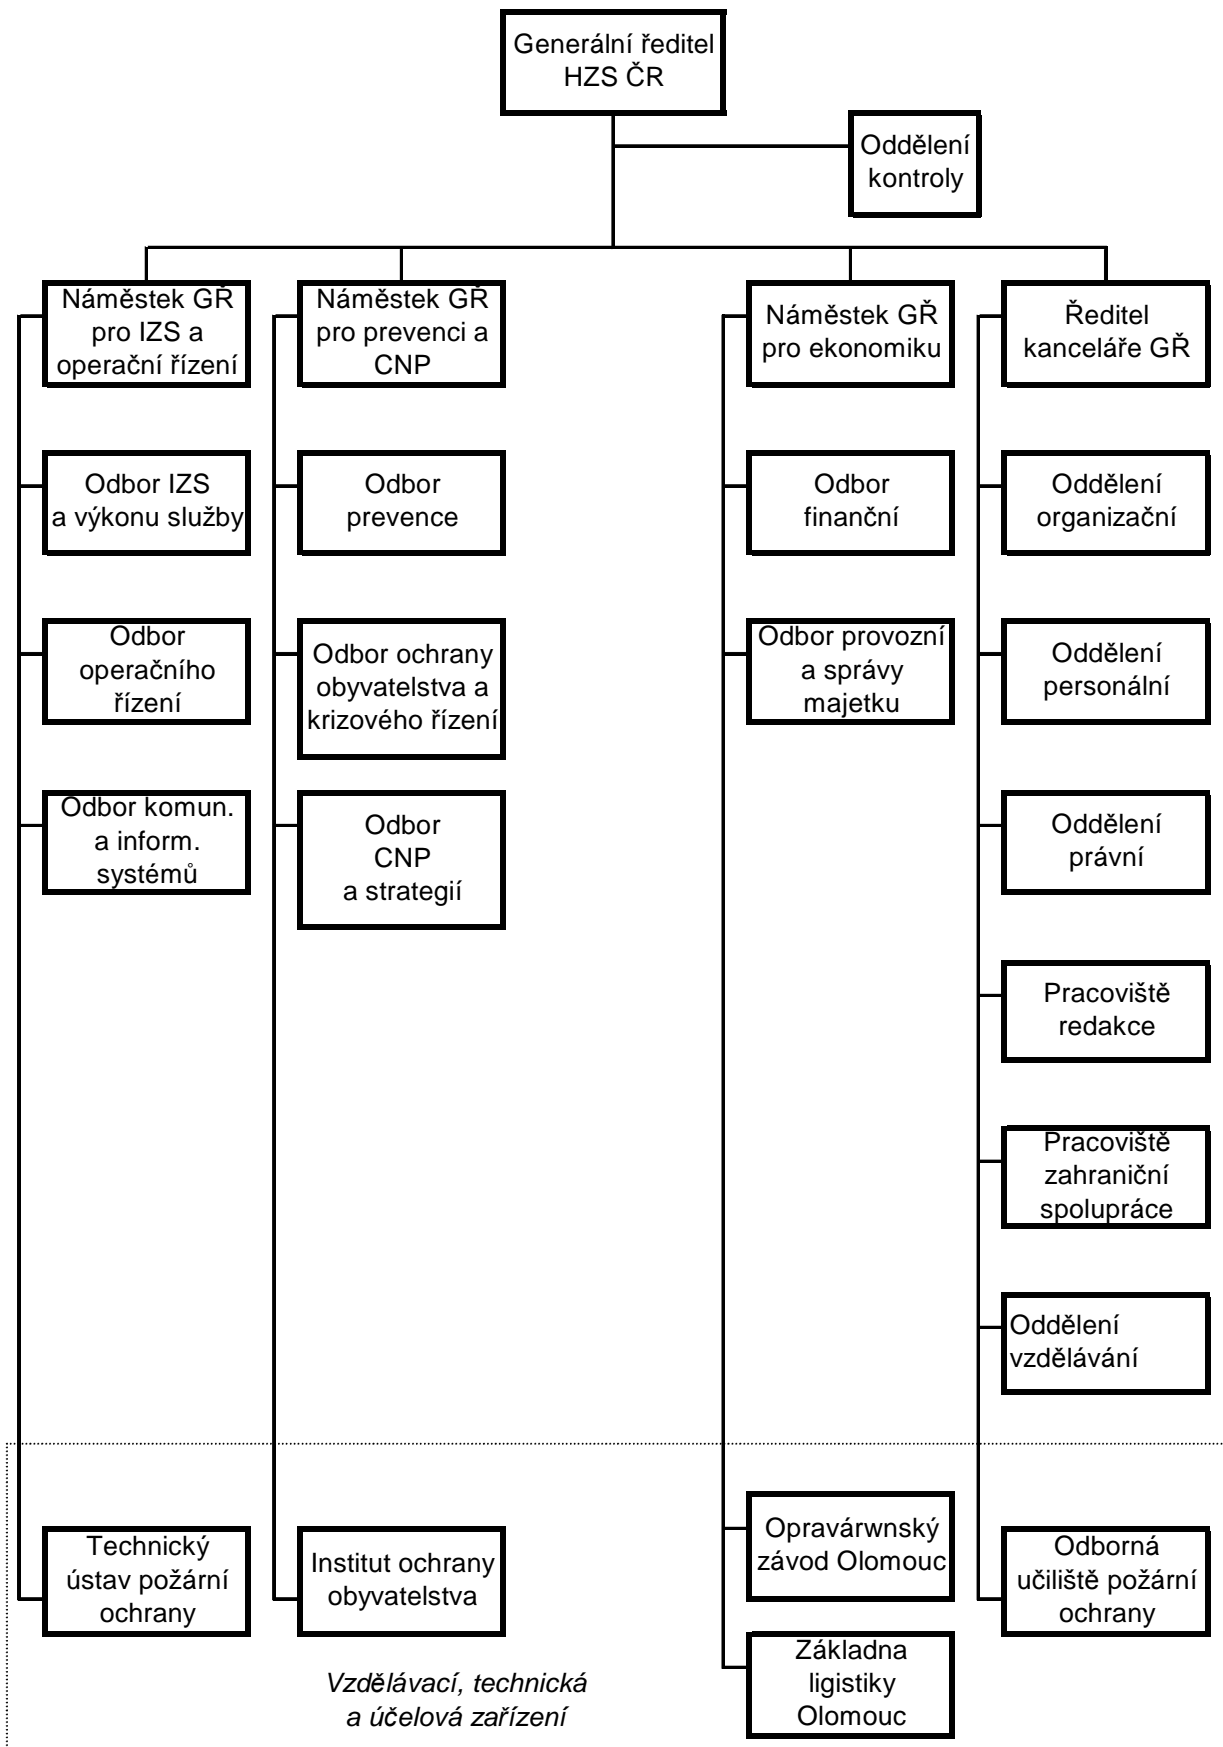 Generální ředitel
HZS ČR
Oddělení
kontroly
Náměstek GŘ
pro IZS a
operační řízení
Náměstek GŘ
pro prevenci a
CNP
Náměstek GŘ
pro ekonomiku
Ředitel
kanceláře GŘ
Odbor IZS
a výkonu služby
Odbor
prevence
Odbor
finanční
Oddělení
organizační
Odbor
operačního
řízení
Odbor ochrany
obyvatelstva a
krizového řízení
Odbor provozní
a správy
majetku
Oddělení
personální
Odbor komun.
a inform.
systémů
Odbor
CNP
a strategií
Oddělení
právní
Pracoviště
redakce
Pracoviště
zahraniční
spolupráce
Oddělení
vzdělávání
Technický
ústav požární
ochrany
Institut ochrany
obyvatelstva
Opravárwnský
závod Olomouc
Odborná
učiliště požární
ochrany
Základna
ligistiky
Olomouc
Vzdělávací, technická
a účelová zařízení